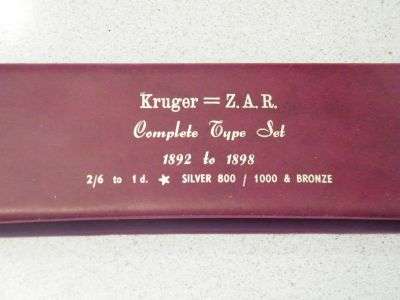 Kruger = Z.A.R.
Complete Type Set
1892 to 1898
2/6 to 1d. ★ SILVER 800 / 1000 & BRONZE